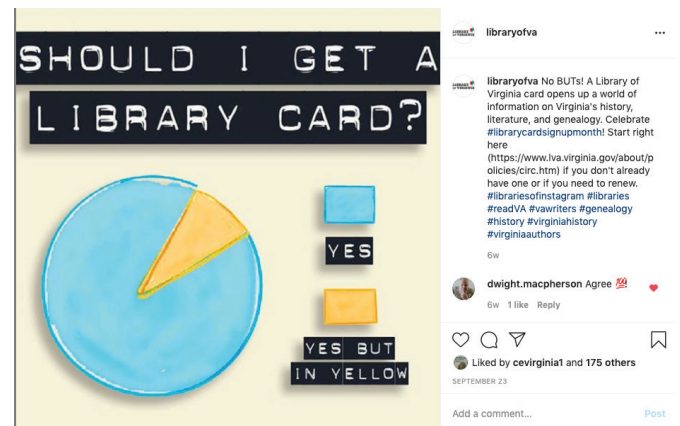 SHOULD I GET A
LIBRARY CARD?
YES
YES BUT
IN YELLOW
libraryofva
libraryofva No BUTs! A Library of
Virginia card opens up a world of
information on Virginia's history,
literature, and genealogy. Celebrate
#librarycardsignupmonth! Start right
here
(https://www.lva.virginia.gov/about/p
olicies/circ.htm) if you don't already
have one or if you need to renew.
#librariesofinstagram #libraries
#readVA #vawriters #genealogy
#history #virginiahistory
#virginiaauthors
6w
dwight.macpherson Agree 💯
6w 1 like Reply
Liked by cevirginia1 and 175 others
SEPTEMBER 23
Add a comment... Post